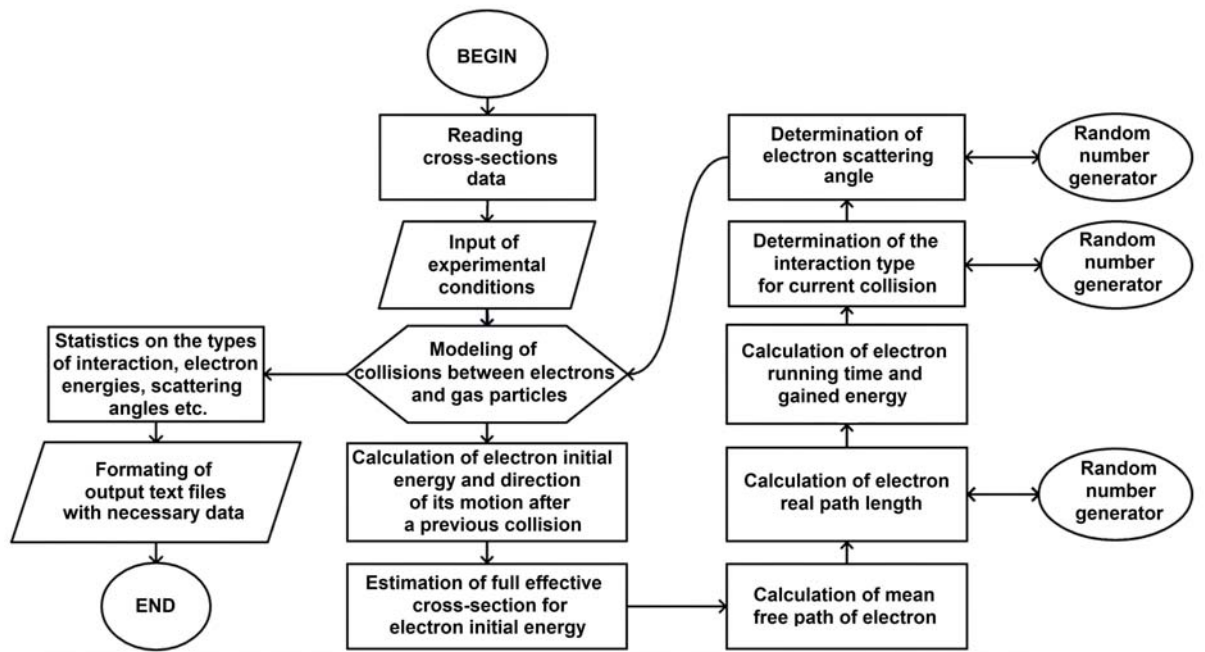 BEGIN
Reading
cross-sections
data
Input of
experimental
conditions
Modeling of
collisions between electrons
and gas particles
Statistics on the types
of interaction, electron
energies, scattering
angles etc.
Formating of
output text files
with necessary data
END
Calculation of electron initial
energy and direction
of its motion after
a previous collision
Estimation of full effective
cross-section for
electron initial energy
Calculation of mean
free path of electron
Calculation of electron
real path length
Random
number
generator
Calculation of electron
running time and
gained energy
Determination of the
interaction type
for current collision
Random
number
generator
Determination of
electron scattering
angle
Random
number
generator